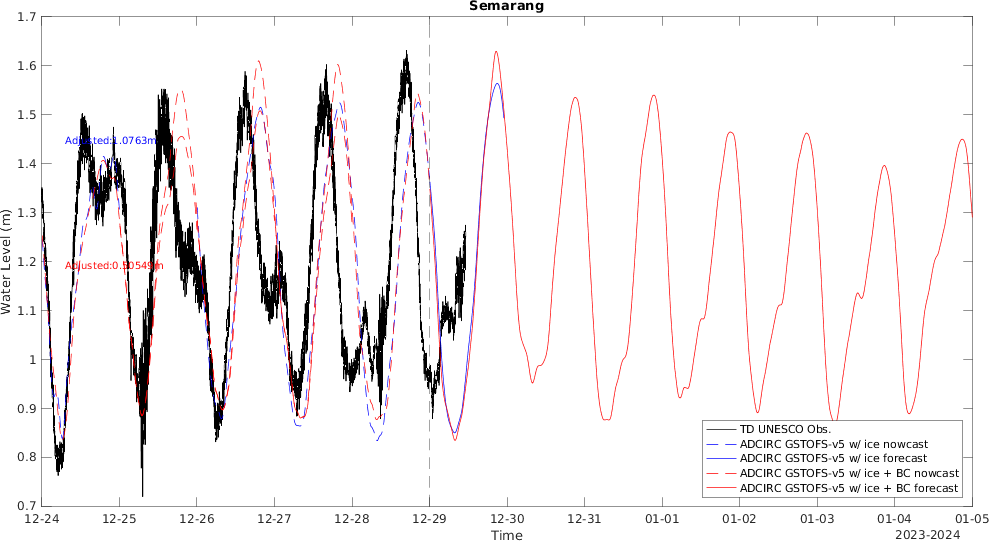 Semarang
1.7
1.6
1.5
1.4
1.3
1.2
1.1
1
0.9
0.8
0.7
Water Level (m)
Adjusted:1.0763m
Adjusted:0.50549m
TD UNESCO Obs.
ADCIRC GSTOFS-v5 w/ ice nowcast
ADCIRC GSTOFS-v5 w/ ice forecast
ADCIRC GSTOFS-v5 w/ ice + BC nowcast
ADCIRC GSTOFS-v5 w/ ice + BC forecast
12-24 12-25 12-26 12-27 12-28 12-29 12-30 12-31 01-01 01-02 01-03 01-04 01-05
Time
2023-2024